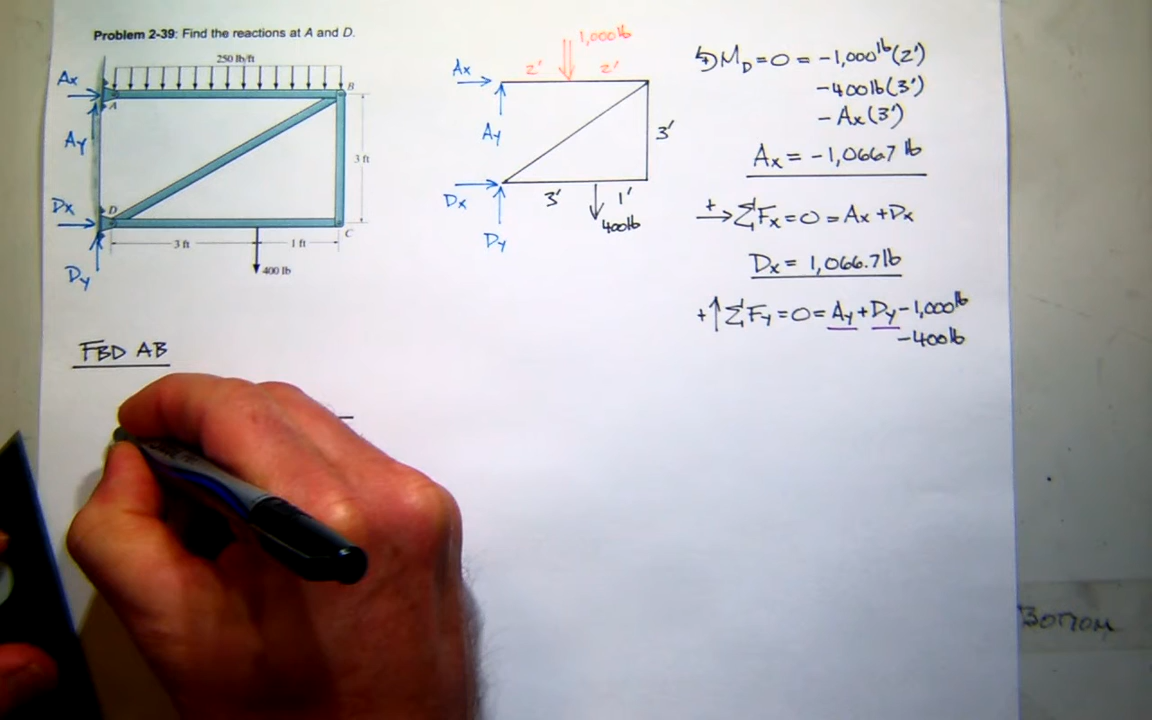 Problem 2-39: Find the reactions at A and D.
250 lb/ft
Ax
A
B
Ay
3 ft
Dx
D
C
3 ft
1 ft
Dy
400 lb
1,000 lb
Ax
2'
2'
Ay
3'
Dx
3'
1'
400lb
Dy
↰) M_D = 0 = -1,000 lb (2')
-400 lb (3')
- Ax (3')
Ax = -1,066.7 lb
+→ ΣFx = 0 = Ax + Dx
Dx = 1,066.7 lb
+↑ ΣFy = 0 = Ay + Dy - 1,000 lb
-400 lb
FBD AB
BOTTOM